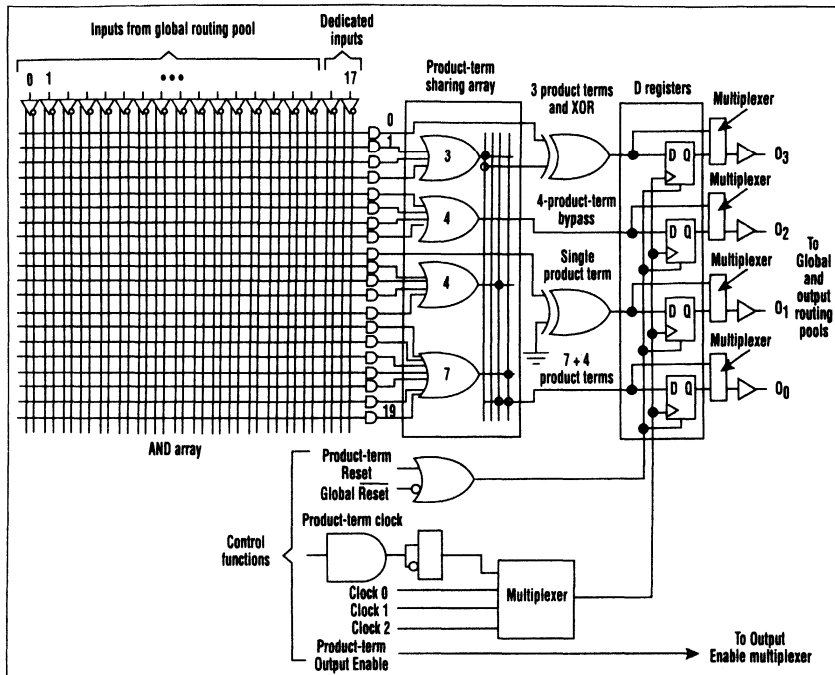 Inputs from global routing pool
Dedicated
inputs
0 1 ••• 17
Product-term
sharing array
3 product terms
and XOR
D registers
Multiplexer
0
1
3
D Q
O3
4-product-term
bypass
Multiplexer
4
D Q
O2
To
Global
and
output
routing
pools
Single
product term
Multiplexer
4
D Q
O1
7 + 4
product terms
Multiplexer
7
D Q
O0
19
AND array
Product-term
Reset
Global Reset
Product-term clock
Control
functions
Clock 0
Clock 1
Clock 2
Multiplexer
Product-term
Output Enable
To Output
Enable multiplexer